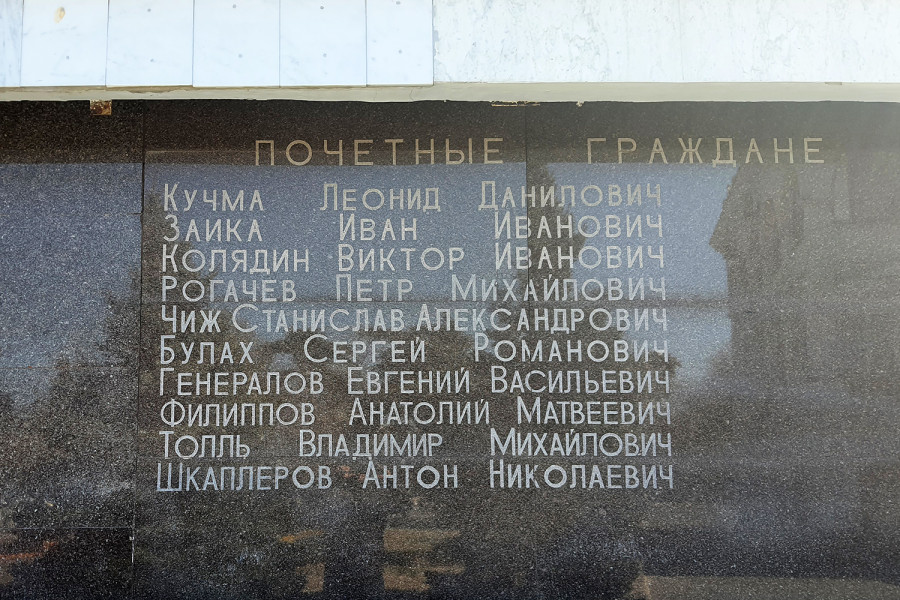 ПОЧЕТНЫЕ ГРАЖДАНЕ
КУЧМА ЛЕОНИД ДАНИЛОВИЧ
ЗАИКА ИВАН ИВАНОВИЧ
КОЛЯДИН ВИКТОР ИВАНОВИЧ
РОГАЧЕВ ПЕТР МИХАЙЛОВИЧ
ЧИЖ СТАНИСЛАВ АЛЕКСАНДРОВИЧ
БУЛАХ СЕРГЕЙ РОМАНОВИЧ
ГЕНЕРАЛОВ ЕВГЕНИЙ ВАСИЛЬЕВИЧ
ФИЛИППОВ АНАТОЛИЙ МАТВЕЕВИЧ
ТОЛЛЬ ВЛАДИМИР МИХАЙЛОВИЧ
ШКАПЛЕРОВ АНТОН НИКОЛАЕВИЧ